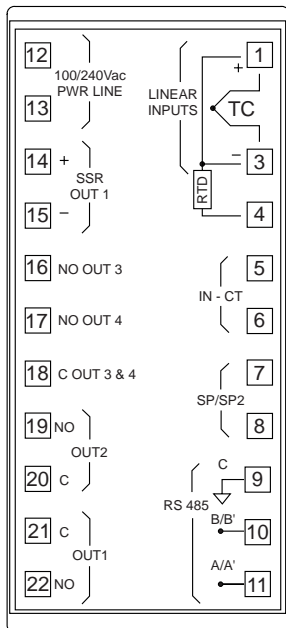 12
100/240Vac
PWR LINE
13
14 +
SSR
OUT 1
15 −
16 NO OUT 3
17 NO OUT 4
18 C OUT 3 & 4
19 NO
OUT2
20 C
21 C
OUT1
22 NO
1
+
LINEAR
INPUTS
TC
− 3
RTD
4
5
IN - CT
6
7
SP/SP2
8
C 9
RS 485
B/B' 10
A/A' 11